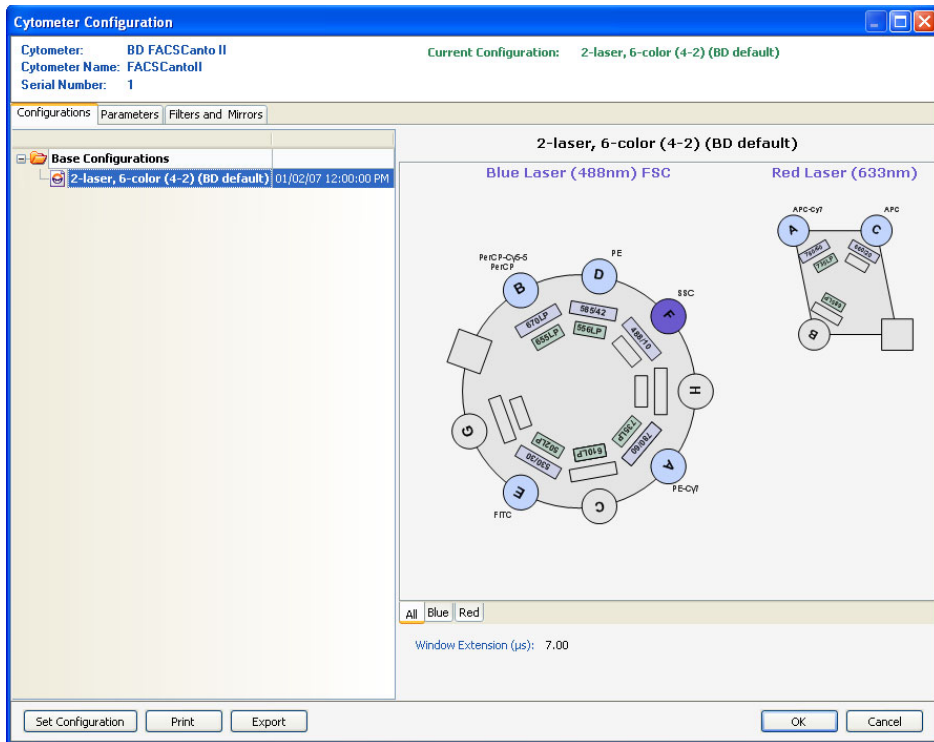 Cytometer Configuration
Cytometer: BD FACSCanto II
Cytometer Name: FACSCantoII
Serial Number: 1
Current Configuration: 2-laser, 6-color (4-2) (BD default)
Configurations Parameters Filters and Mirrors
Base Configurations
2-laser, 6-color (4-2) (BD default) 01/02/07 12:00:00 PM
2-laser, 6-color (4-2) (BD default)
Blue Laser (488nm) FSC
PerCP-Cy5-5
PerCP
B
PE
D
SSC
F
H
A
PE-Cy7
C
E
FITC
G
670LP
655LP
585/42
556LP
488/10
735LP
780/60
610LP
502LP
530/30
Red Laser (633nm)
APC-Cy7
A
APC
C
B
780/60
735LP
660/20
685LP
All Blue Red
Window Extension (µs): 7.00
Set Configuration Print Export
OK Cancel